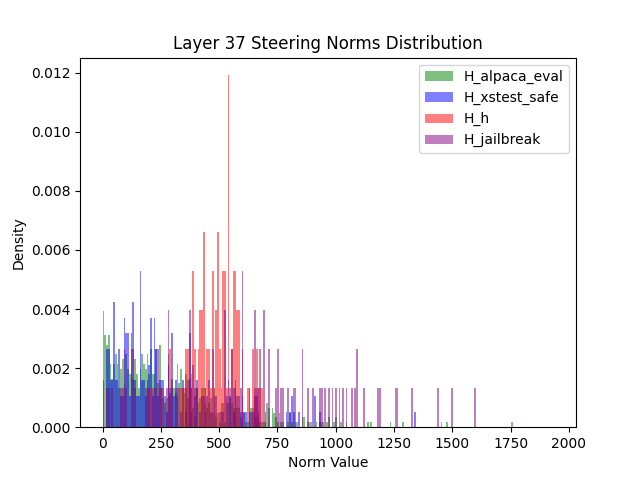 Layer 37 Steering Norms Distribution
H_alpaca_eval
H_xstest_safe
H_h
H_jailbreak
0.012
0.010
0.008
0.006
0.004
0.002
0.000
Density
0 250 500 750 1000 1250 1500 1750 2000
Norm Value